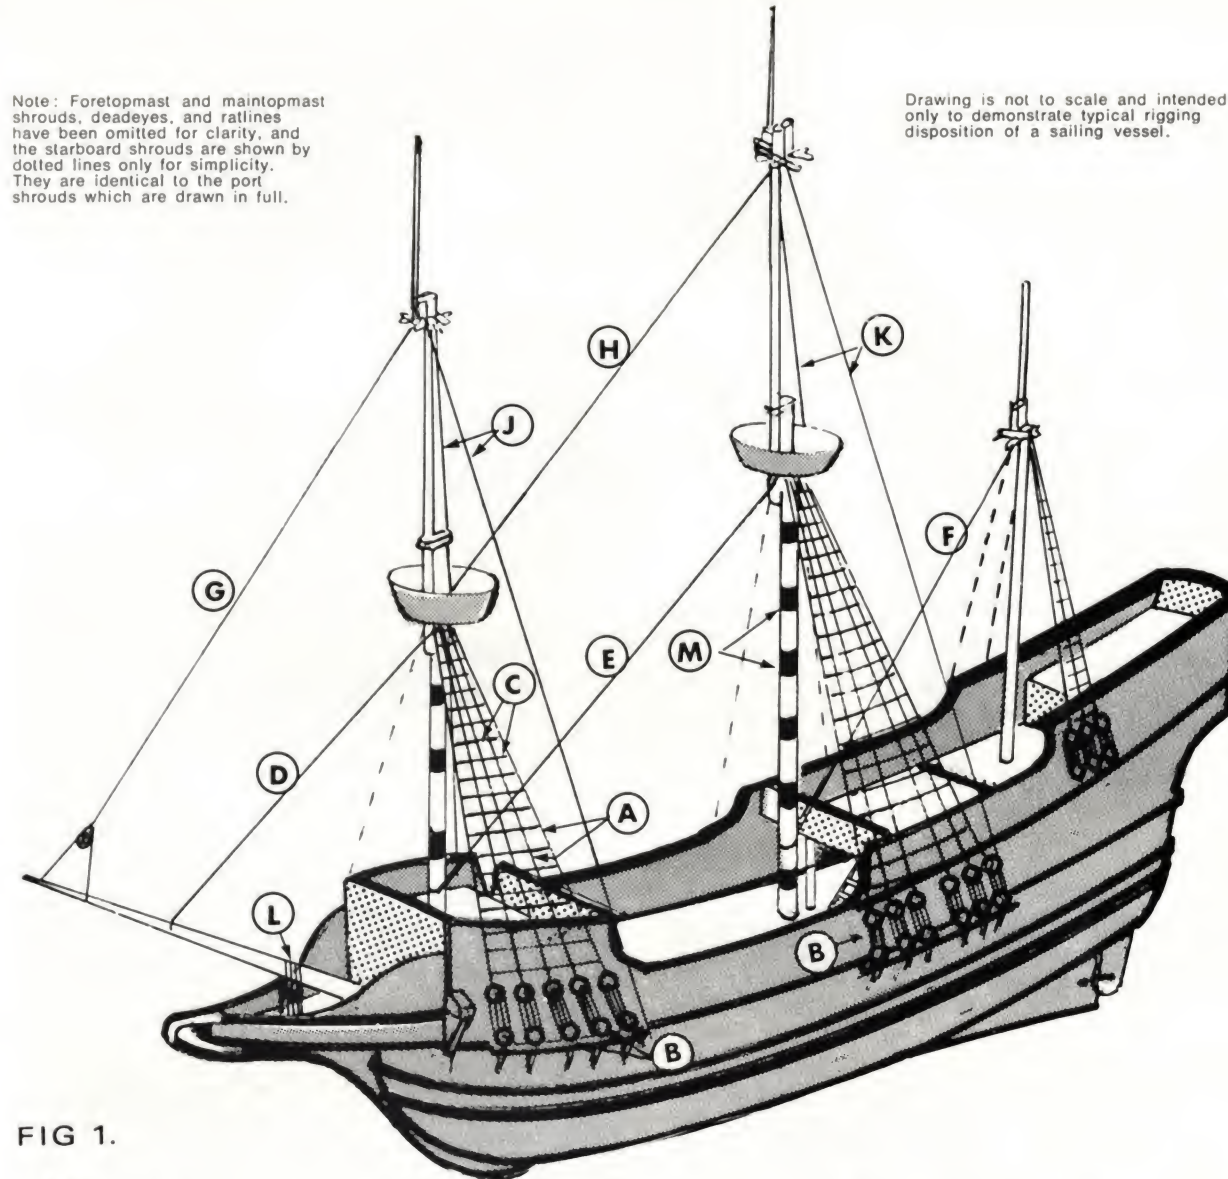 Note: Foretopmast and maintopmast
shrouds, deadeyes, and ratlines
have been omitted for clarity, and
the starboard shrouds are shown by
dotted lines only for simplicity.
They are identical to the port
shrouds which are drawn in full.
Drawing is not to scale and intended
only to demonstrate typical rigging
disposition of a sailing vessel.
H
K
J
F
G
E
M
C
D
A
L
B
B
FIG 1.